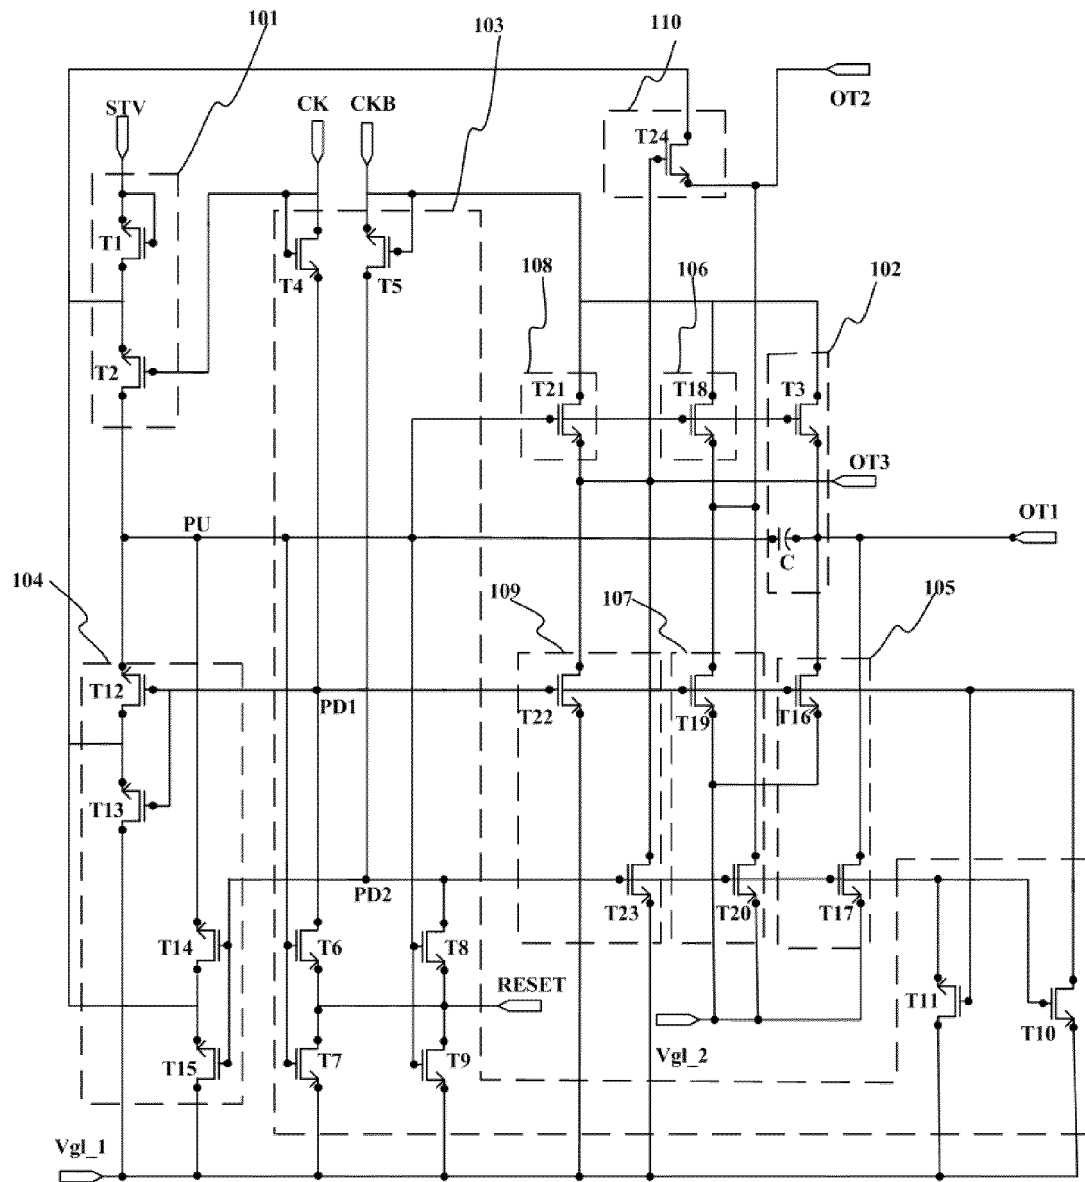 101
103
110
STV
CK
CKB
OT2
T24
T1
T4
T5
108
106
102
T2
T21
T18
T3
OT3
PU
OT1
C
104
109
107
105
T12
PD1
T22
T19
T16
T13
PD2
T23
T20
T17
T14
T6
T8
RESET
T11
T10
T15
T7
T9
Vgl_2
Vgl_1